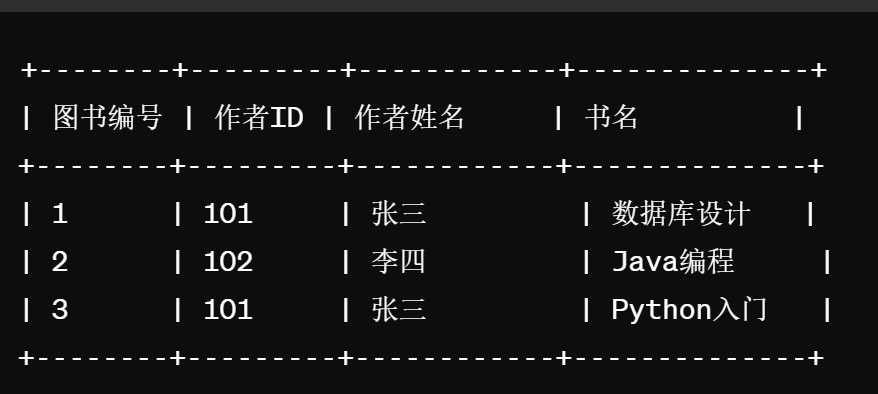 +--------+---------+------------+--------------+
| 图书编号 | 作者ID | 作者姓名 | 书名 |
+--------+---------+------------+--------------+
| 1 | 101 | 张三 | 数据库设计 |
| 2 | 102 | 李四 | Java编程 |
| 3 | 101 | 张三 | Python入门 |
+--------+---------+------------+--------------+